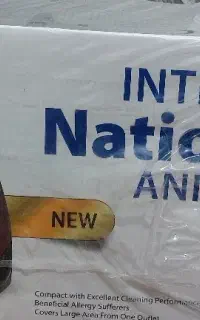 INT
Natio
ANI
NEW
Compact with Excellent Cleaning Performance
Beneficial Allergy Sufferers
Covers Large Area From One Outlet